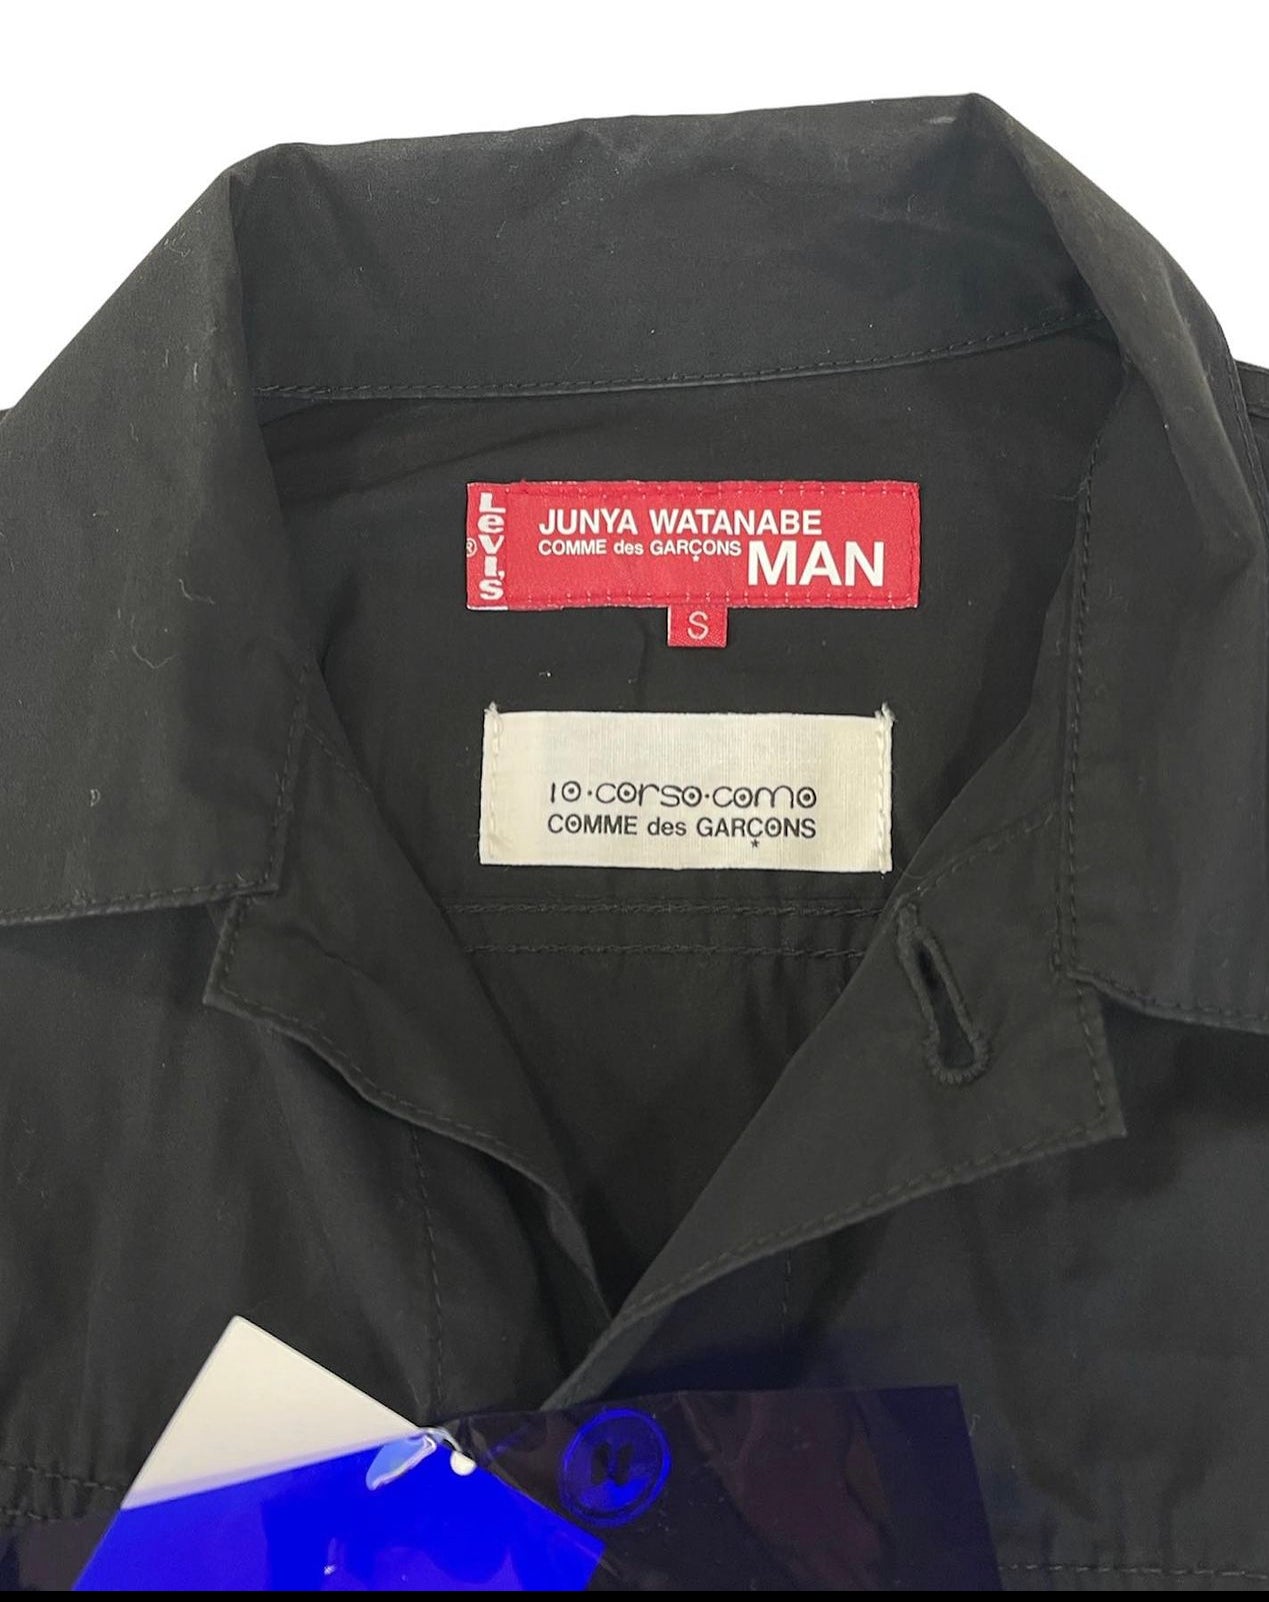 Levi's®
JUNYA WATANABE
COMME des GARÇONS MAN
S
10·corso·como
COMME des GARÇONS